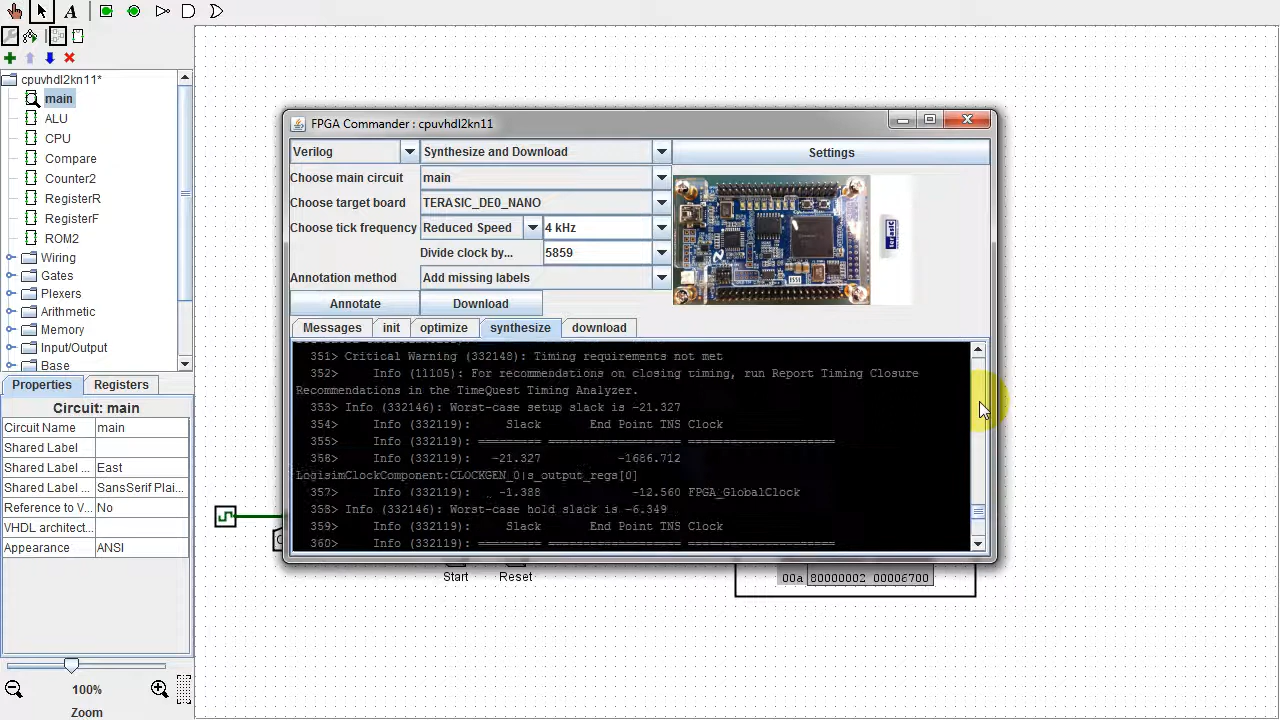 A
cpuvhdl2kn11*
main
ALU
CPU
Compare
Counter2
RegisterR
RegisterF
ROM2
Wiring
Gates
Plexers
Arithmetic
Memory
Input/Output
Base
Properties
Registers
Circuit: main
Circuit Name main
Shared Label
Shared Label ... East
Shared Label ... SansSerif Plai...
Reference to V... No
VHDL architect...
Appearance ANSI
100%
Zoom
FPGA Commander : cpuvhdl2kn11
Verilog Synthesize and Download Settings
Choose main circuit main
Choose target board TERASIC_DE0_NANO
Choose tick frequency Reduced Speed 4 kHz
Divide clock by... 5859
Annotation method Add missing labels
Annotate Download
Messages init optimize synthesize download
351> Critical Warning (332148): Timing requirements not met
352> Info (11105): For recommendations on closing timing, run Report Timing Closure
Recommendations in the TimeQuest Timing Analyzer.
353> Info (332146): Worst-case setup slack is -21.327
354> Info (332119): Slack End Point TNS Clock
355> Info (332119): ========= =================== =====================
356> Info (332119): -21.327 -1686.712
LogisimClockComponent:CLOCKGEN_0|s_output_regs[0]
357> Info (332119): -1.388 -12.560 FPGA_GlobalClock
358> Info (332146): Worst-case hold slack is -6.349
359> Info (332119): Slack End Point TNS Clock
360> Info (332119): ========= =================== =====================
Start Reset
00a 80000002 00006700